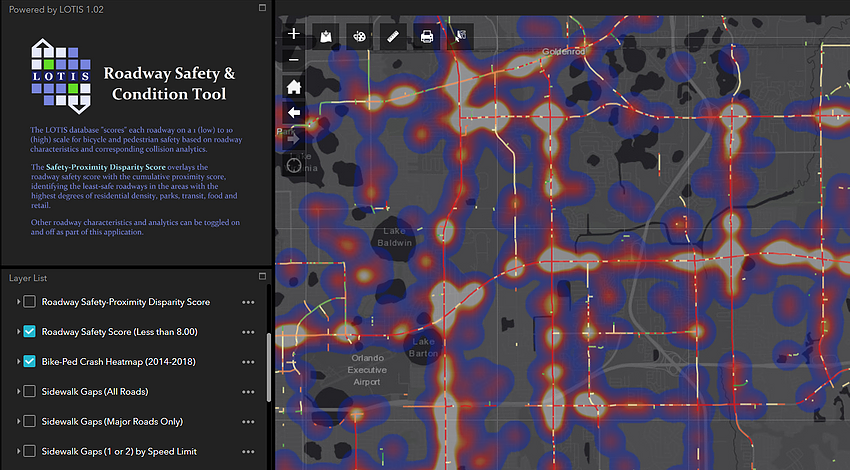 Powered by LOTIS 1.02
LOTIS
Roadway Safety &
Condition Tool
The LOTIS database "scores" each roadway on a 1 (low) to 10
(high) scale for bicycle and pedestrian safety based on roadway
characteristics and corresponding collision analytics.
The Safety-Proximity Disparity Score overlays the
roadway safety score with the cumulative proximity score,
identifying the least-safe roadways in the areas with the
highest degrees of residential density, parks, transit, food and
retail.
Other roadway characteristics and analytics can be toggled on
and off as part of this application.
Layer List
Roadway Safety-Proximity Disparity Score
Roadway Safety Score (Less than 8.00)
Bike-Ped Crash Heatmap (2014-2018)
Sidewalk Gaps (All Roads)
Sidewalk Gaps (Major Roads Only)
Sidewalk Gaps (1 or 2) by Speed Limit
Goldenrod
Park
Lake
Baldwin
Lake
Barton
Orlando
Executive
Airport